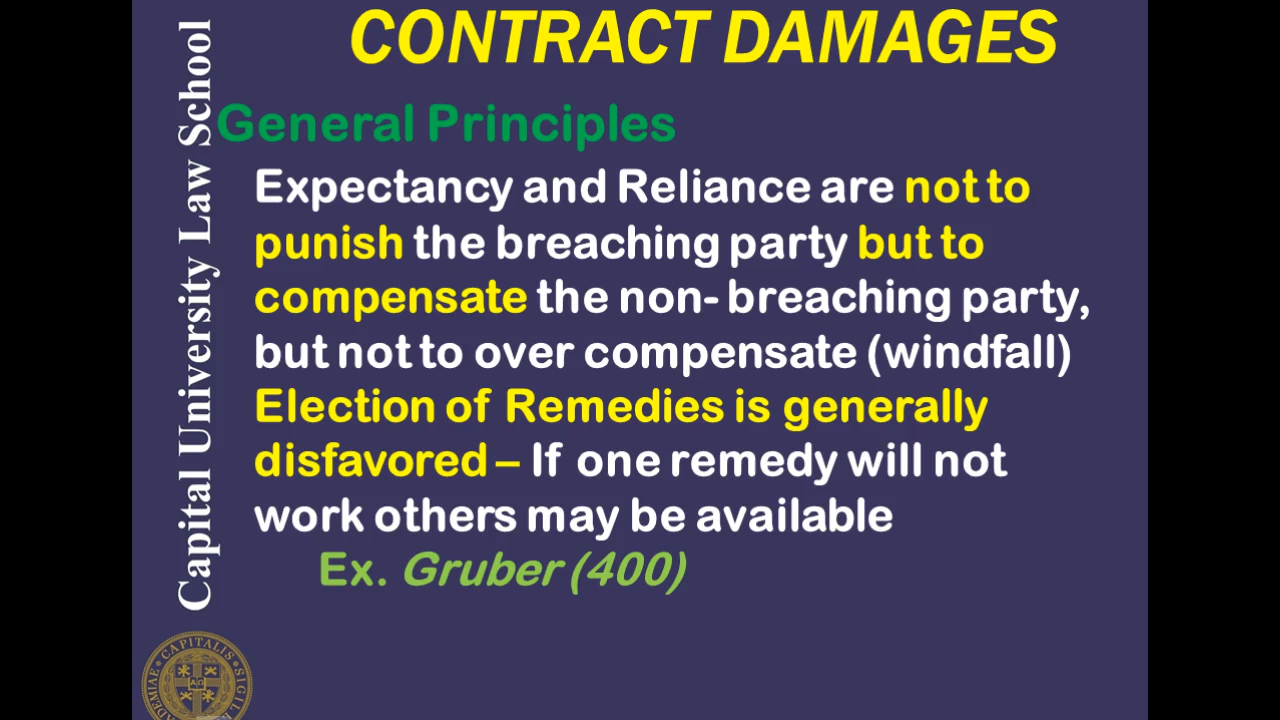 CONTRACT DAMAGES
Capital University Law School
General Principles
Expectancy and Reliance are not to
punish the breaching party but to
compensate the non- breaching party,
but not to over compensate (windfall)
Election of Remedies is generally
disfavored – If one remedy will not
work others may be available
Ex. Gruber (400)
CAPITALIS